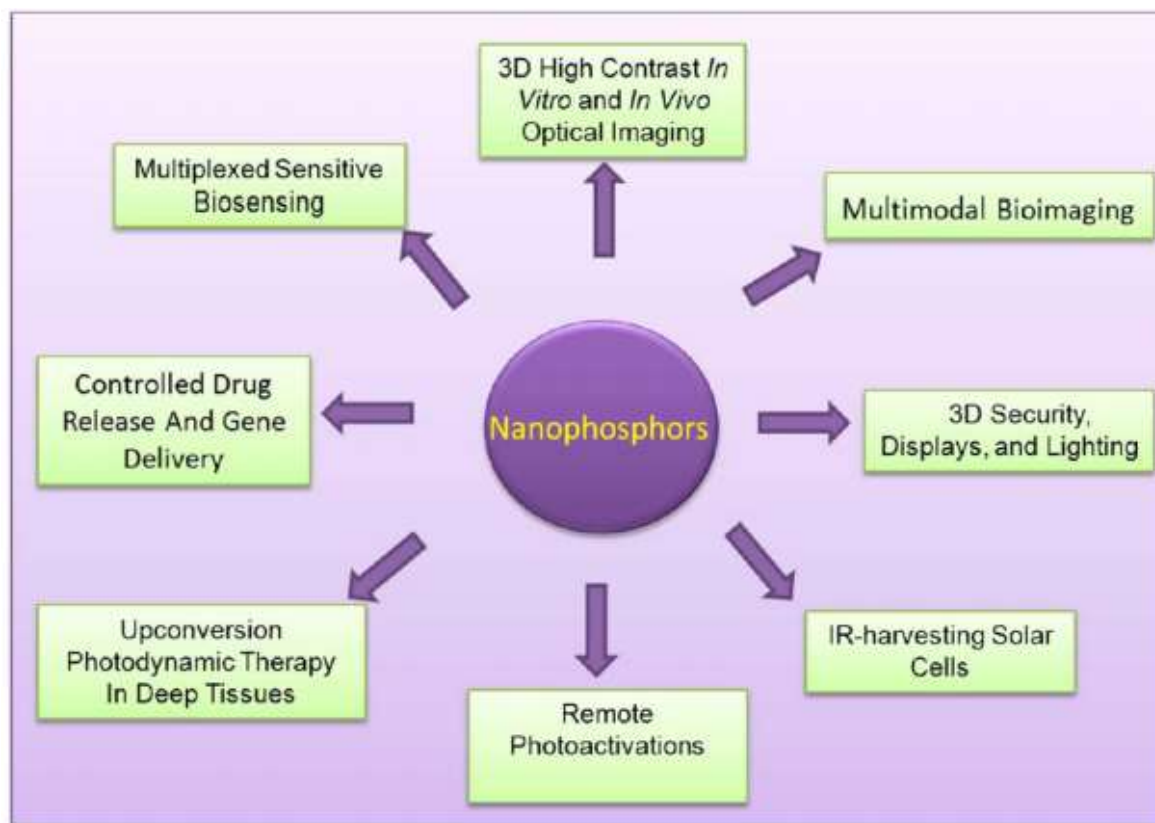 3D High Contrast In
Vitro and In Vivo
Optical Imaging
Multiplexed Sensitive
Biosensing
Multimodal Bioimaging
Controlled Drug
Release And Gene
Delivery
Nanophosphors
3D Security,
Displays, and Lighting
Upconversion
Photodynamic Therapy
In Deep Tissues
IR-harvesting Solar
Cells
Remote
Photoactivations